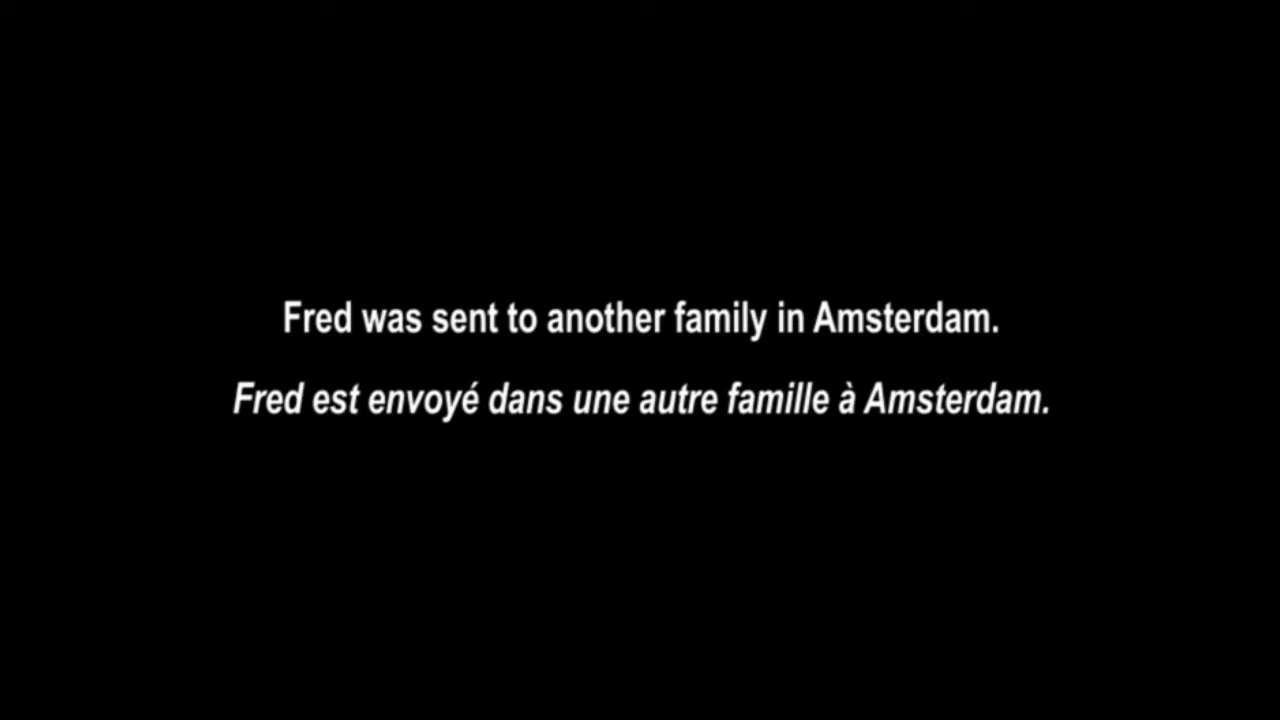 Fred was sent to another family in Amsterdam.
Fred est envoyé dans une autre famille à Amsterdam.